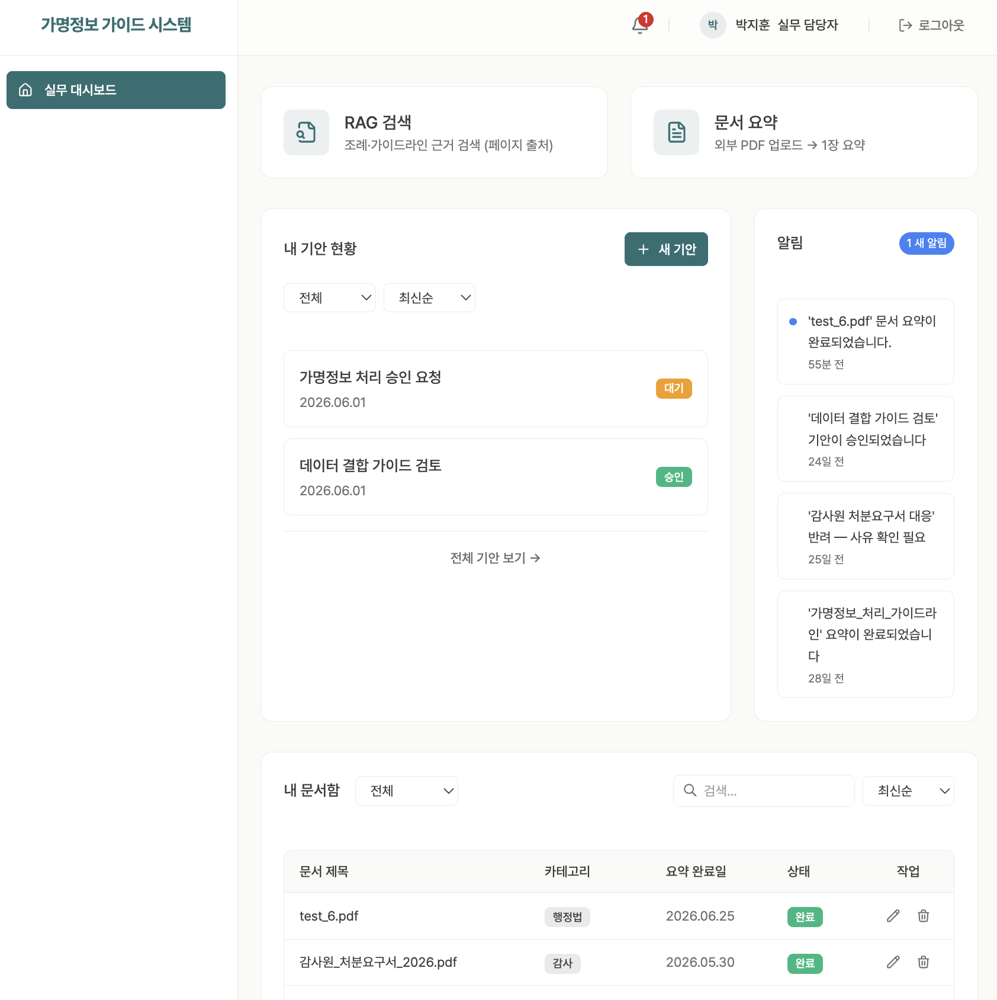 가명정보 가이드 시스템
1
박
박지훈 실무 담당자
로그아웃
실무 대시보드
RAG 검색
조례·가이드라인 근거 검색 (페이지 출처)
문서 요약
외부 PDF 업로드 → 1장 요약
내 기안 현황
+ 새 기안
전체
최신순
가명정보 처리 승인 요청
2026.06.01
대기
데이터 결합 가이드 검토
2026.06.01
승인
전체 기안 보기 →
알림
1 새 알림
'test_6.pdf' 문서 요약이
완료되었습니다.
55분 전
'데이터 결합 가이드 검토'
기안이 승인되었습니다
24일 전
'감사원 처분요구서 대응'
반려 — 사유 확인 필요
25일 전
'가명정보_처리_가이드라
인' 요약이 완료되었습니
다
28일 전
내 문서함
전체
검색...
최신순
문서 제목 카테고리 요약 완료일 상태 작업
test_6.pdf 행정법 2026.06.25 완료
감사원_처분요구서_2026.pdf 감사 2026.05.30 완료